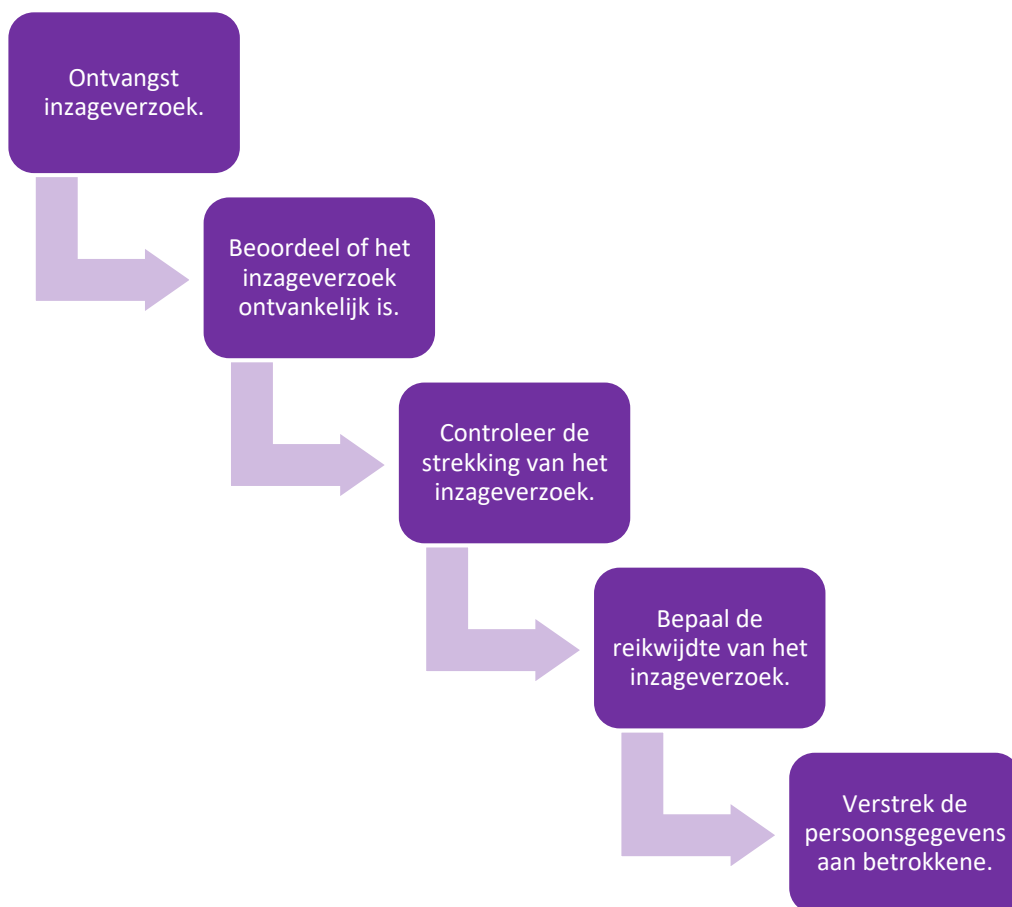 Ontvangst
inzageverzoek.
Beoordeel of het
inzageverzoek
ontvankelijk is.
Controleer de
strekking van het
inzageverzoek.
Bepaal de
reikwijdte van het
inzageverzoek.
Verstrek de
persoonsgegevens
aan betrokkene.